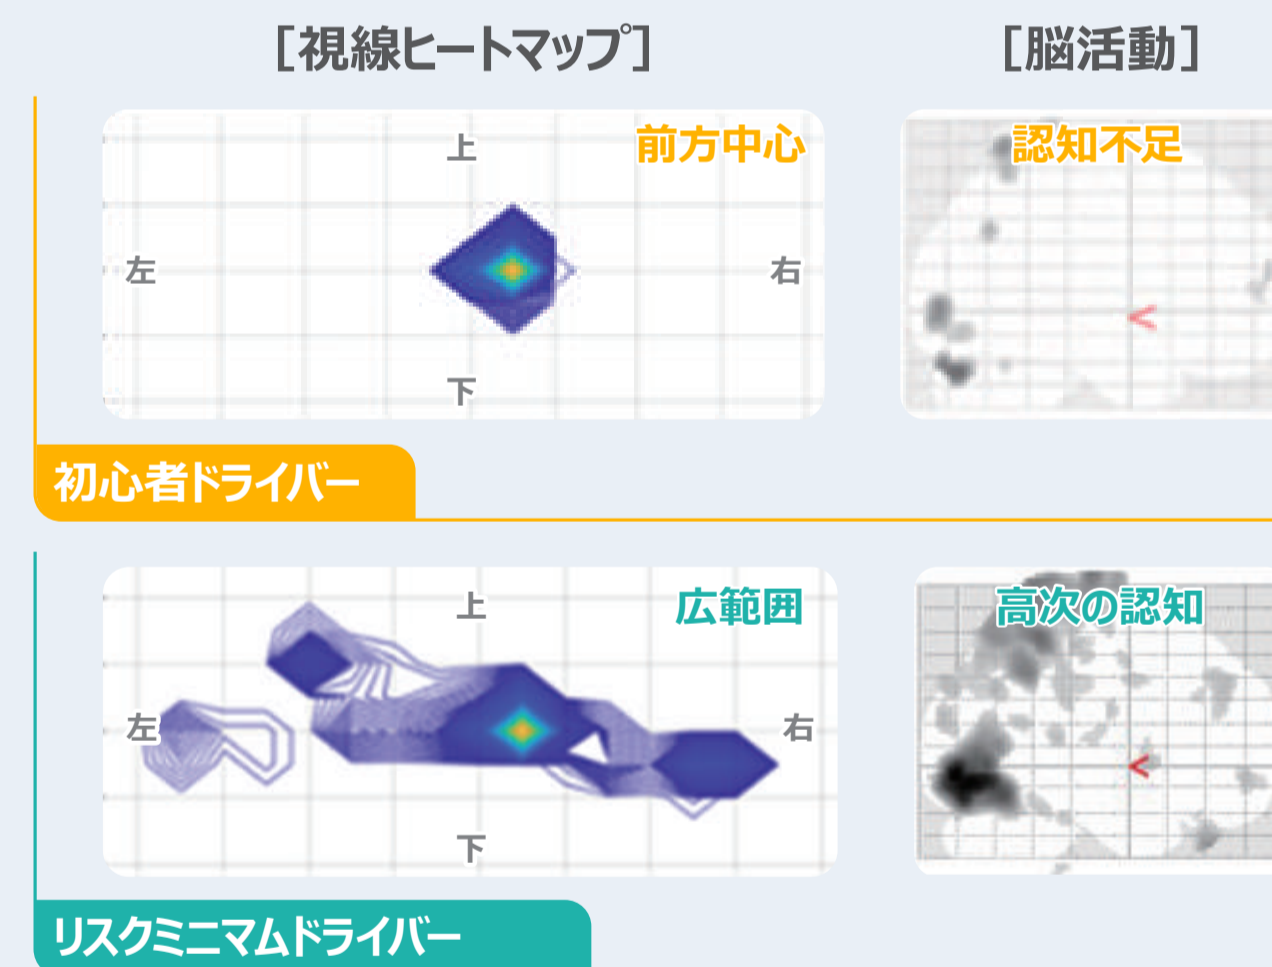 [視線ヒートマップ]
[脳活動]
前方中心
上
左
右
下
認知不足
<
初心者ドライバー
広範囲
上
左
右
下
高次の認知
<
リスクミニマムドライバー